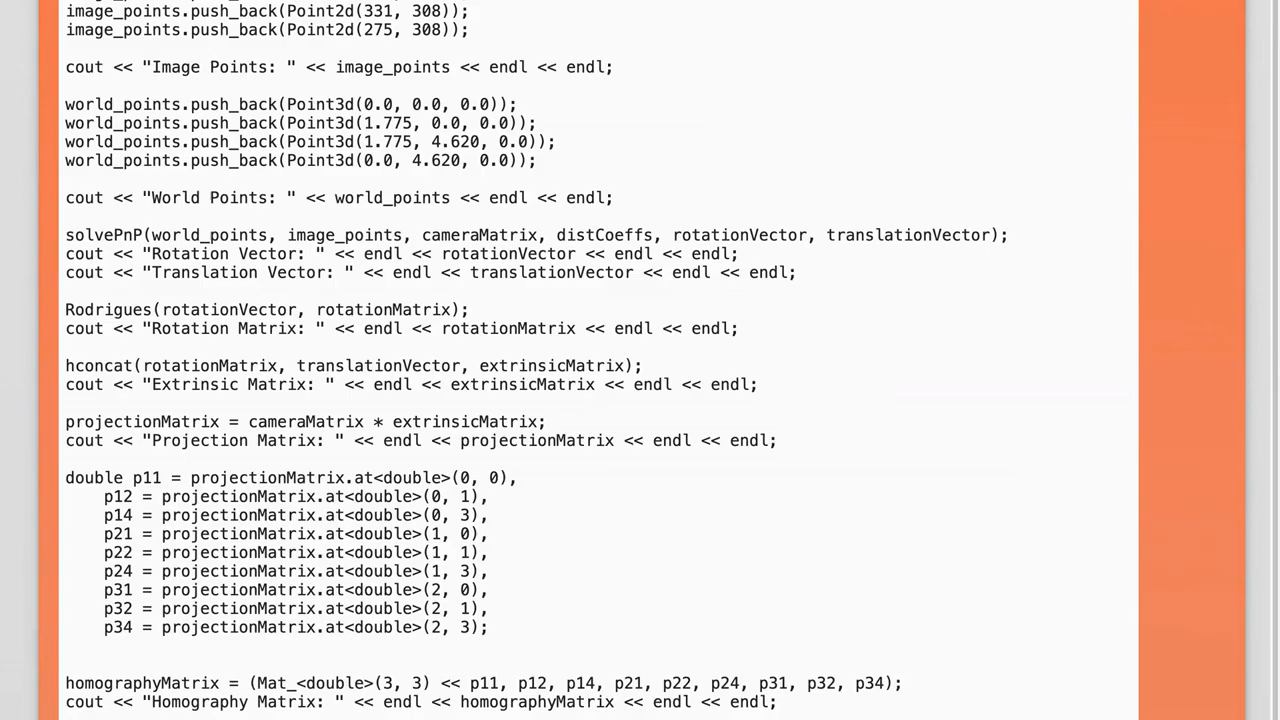 image_points.push_back(Point2d(331, 308));
image_points.push_back(Point2d(275, 308));
cout << "Image Points: " << image_points << endl << endl;
world_points.push_back(Point3d(0.0, 0.0, 0.0));
world_points.push_back(Point3d(1.775, 0.0, 0.0));
world_points.push_back(Point3d(1.775, 4.620, 0.0));
world_points.push_back(Point3d(0.0, 4.620, 0.0));
cout << "World Points: " << world_points << endl << endl;
solvePnP(world_points, image_points, cameraMatrix, distCoeffs, rotationVector, translationVector);
cout << "Rotation Vector: " << endl << rotationVector << endl << endl;
cout << "Translation Vector: " << endl << translationVector << endl << endl;
Rodrigues(rotationVector, rotationMatrix);
cout << "Rotation Matrix: " << endl << rotationMatrix << endl << endl;
hconcat(rotationMatrix, translationVector, extrinsicMatrix);
cout << "Extrinsic Matrix: " << endl << extrinsicMatrix << endl << endl;
projectionMatrix = cameraMatrix * extrinsicMatrix;
cout << "Projection Matrix: " << endl << projectionMatrix << endl << endl;
double p11 = projectionMatrix.at<double>(0, 0),
p12 = projectionMatrix.at<double>(0, 1),
p14 = projectionMatrix.at<double>(0, 3),
p21 = projectionMatrix.at<double>(1, 0),
p22 = projectionMatrix.at<double>(1, 1),
p24 = projectionMatrix.at<double>(1, 3),
p31 = projectionMatrix.at<double>(2, 0),
p32 = projectionMatrix.at<double>(2, 1),
p34 = projectionMatrix.at<double>(2, 3);
homographyMatrix = (Mat_<double>(3, 3) << p11, p12, p14, p21, p22, p24, p31, p32, p34);
cout << "Homography Matrix: " << endl << homographyMatrix << endl << endl;